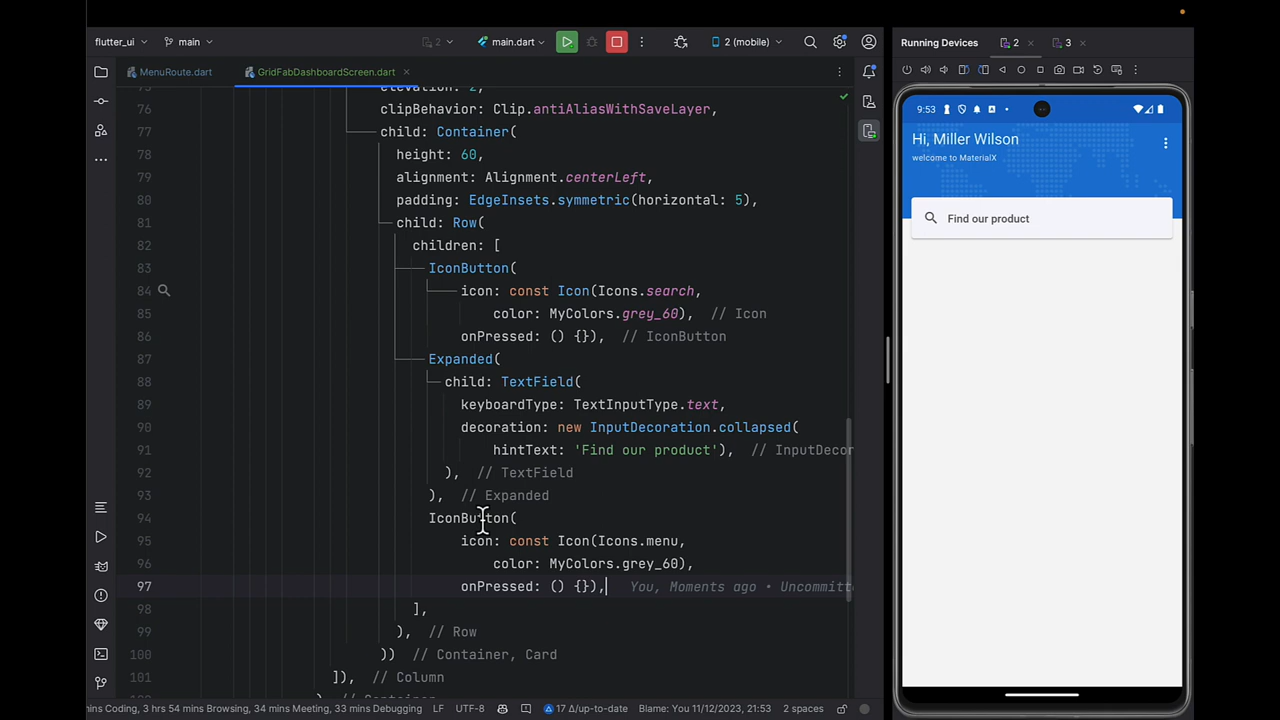 flutter_ui
main
2
main.dart
2 (mobile)
Running Devices
2
3
MenuRoute.dart
GridFabDashboardScreen.dart
76 clipBehavior: Clip.antiAliasWithSaveLayer,
77 child: Container(
78 height: 60,
79 alignment: Alignment.centerLeft,
80 padding: EdgeInsets.symmetric(horizontal: 5),
81 child: Row(
82 children: [
83 IconButton(
84 icon: const Icon(Icons.search,
85 color: MyColors.grey_60), // Icon
86 onPressed: () {}), // IconButton
87 Expanded(
88 child: TextField(
89 keyboardType: TextInputType.text,
90 decoration: new InputDecoration.collapsed(
91 hintText: 'Find our product'), // InputDecor
92 ), // TextField
93 ), // Expanded
94 IconButton(
95 icon: const Icon(Icons.menu,
96 color: MyColors.grey_60),
97 onPressed: () {}), You, Moments ago • Uncommitt
98 ],
99 ), // Row
100 )) // Container, Card
101 ]), // Column
9:53
Hi, Miller Wilson
welcome to MaterialX
Find our product
ns Coding, 3 hrs 54 mins Browsing, 34 mins Meeting, 33 mins Debugging
LF
UTF-8
17 Δ/up-to-date
Blame: You 11/12/2023, 21:53
2 spaces